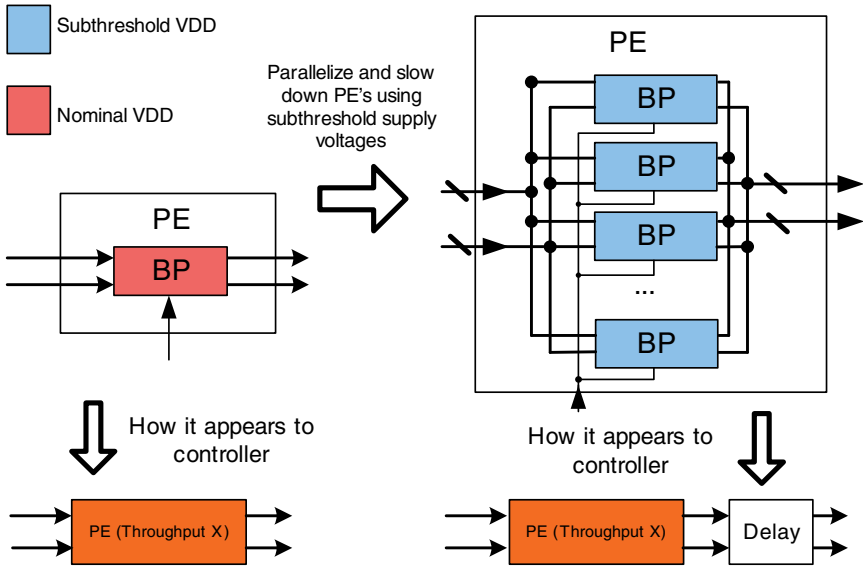 Subthreshold VDD
Nominal VDD
PE
BP
Parallelize and slow
down PE's using
subthreshold supply
voltages
PE
BP
BP
BP
...
BP
How it appears to
controller
How it appears to
controller
PE (Throughput X)
PE (Throughput X)
Delay